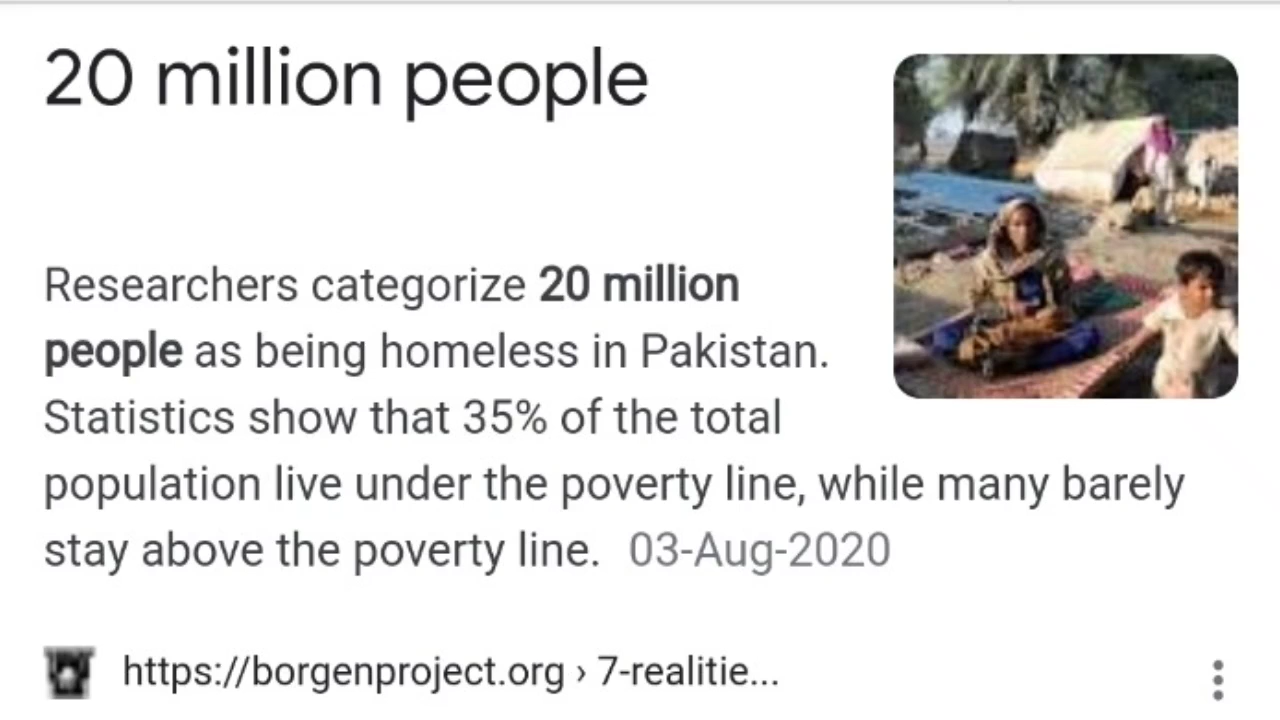 20 million people
Researchers categorize 20 million
people as being homeless in Pakistan.
Statistics show that 35% of the total
population live under the poverty line, while many barely
stay above the poverty line. 03-Aug-2020
https://borgenproject.org › 7-realitie...